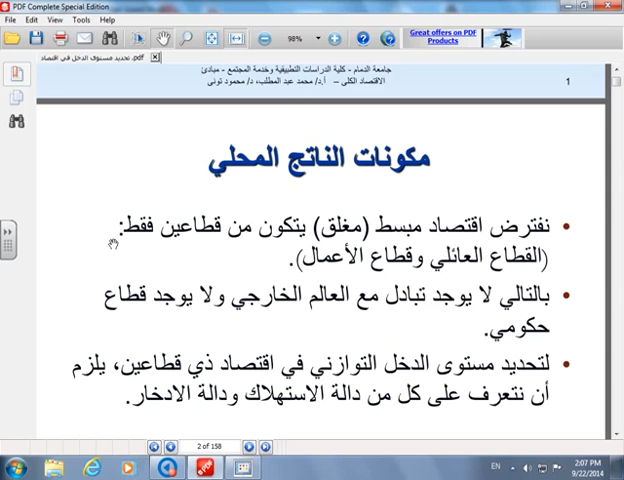 PDF Complete Special Edition
File Edit View Tools Help
98%
Great offers on PDF
Products
تحديد مستوى الدخل في اقتصاد.pdf
جامعة الدمام - كلية الدراسات التطبيقية وخدمة المجتمع - مبادئ
الاقتصاد الكلي – أ.د/ محمد عبد المطلب، د/ محمود تونى
1
مكونات الناتج المحلي
• نفترض اقتصاد مبسط (مغلق) يتكون من قطاعين فقط:
(القطاع العائلي وقطاع الأعمال).
• بالتالي لا يوجد تبادل مع العالم الخارجي ولا يوجد قطاع
حكومي.
• لتحديد مستوى الدخل التوازني في اقتصاد ذي قطاعين، يلزم
أن نتعرف على كل من دالة الاستهلاك ودالة الادخار.
2 of 158
EN
2:07 PM
9/22/2014